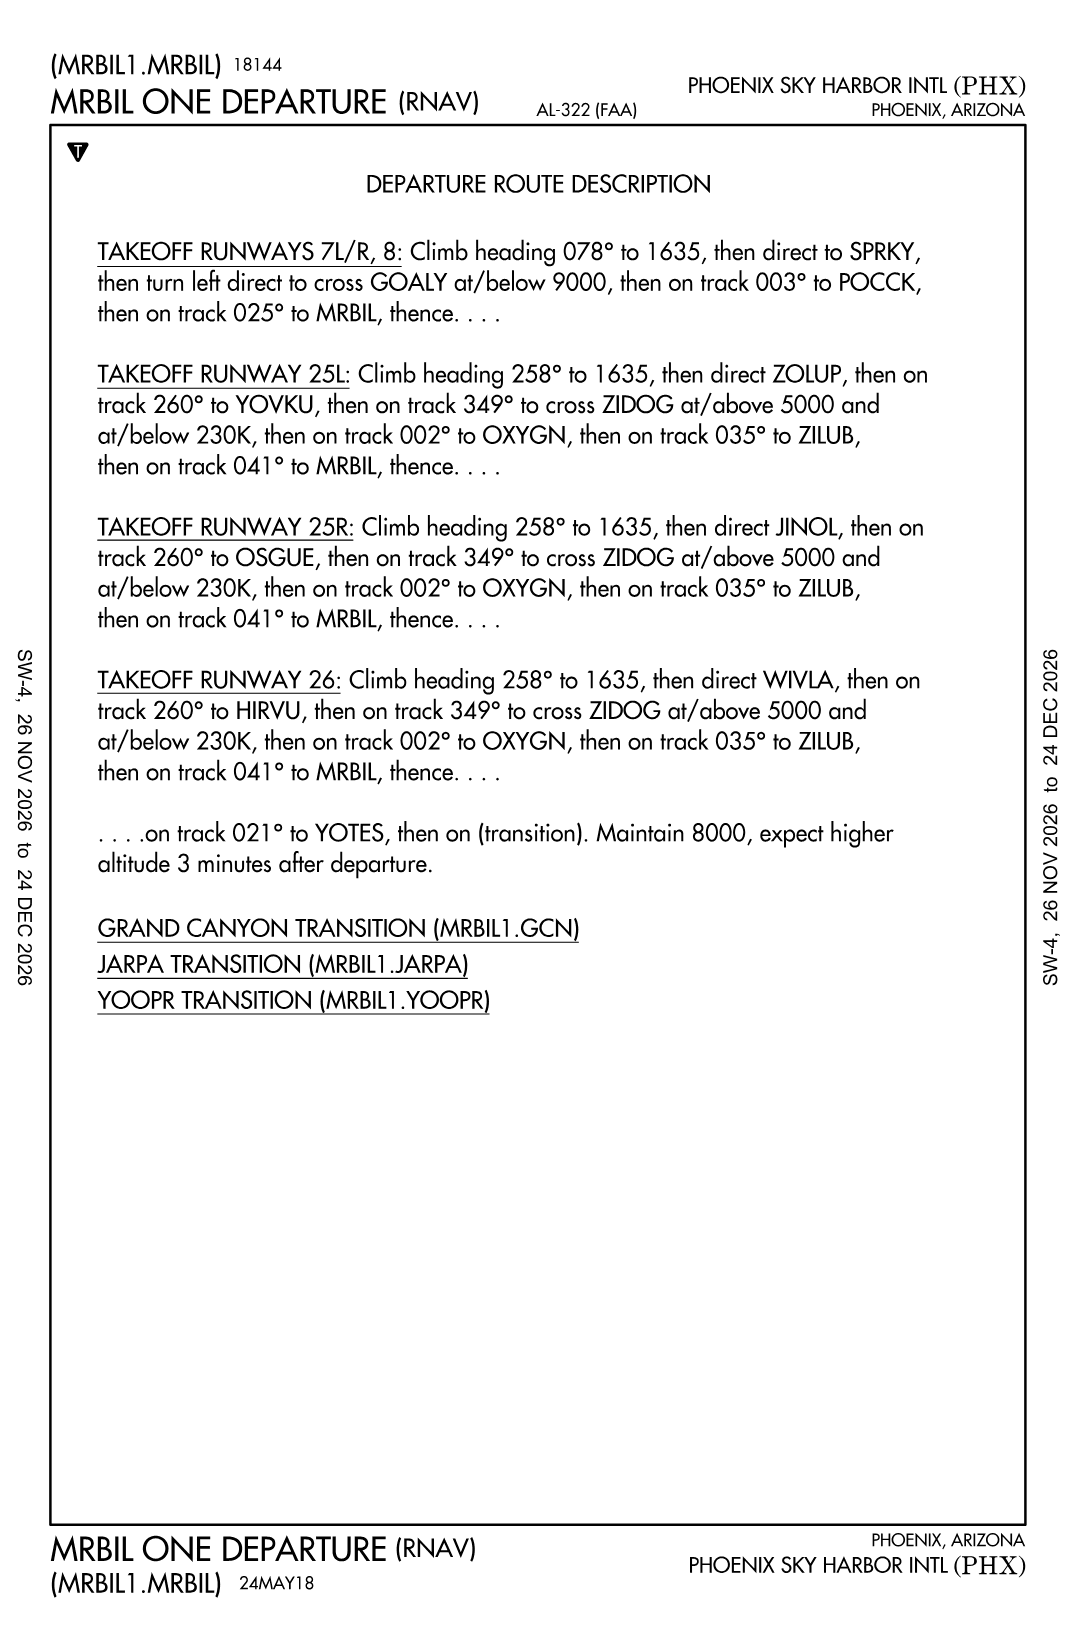 (MRBIL1.MRBIL) 18144
MRBIL ONE DEPARTURE (RNAV)
AL-322 (FAA)
PHOENIX SKY HARBOR INTL (PHX)
PHOENIX, ARIZONA
T
DEPARTURE ROUTE DESCRIPTION
TAKEOFF RUNWAYS 7L/R, 8: Climb heading 078° to 1635, then direct to SPRKY,
then turn left direct to cross GOALY at/below 9000, then on track 003° to POCCK,
then on track 025° to MRBIL, thence. . . .
TAKEOFF RUNWAY 25L: Climb heading 258° to 1635, then direct ZOLUP, then on
track 260° to YOVKU, then on track 349° to cross ZIDOG at/above 5000 and
at/below 230K, then on track 002° to OXYGN, then on track 035° to ZILUB,
then on track 041° to MRBIL, thence. . . .
TAKEOFF RUNWAY 25R: Climb heading 258° to 1635, then direct JINOL, then on
track 260° to OSGUE, then on track 349° to cross ZIDOG at/above 5000 and
at/below 230K, then on track 002° to OXYGN, then on track 035° to ZILUB,
then on track 041° to MRBIL, thence. . . .
TAKEOFF RUNWAY 26: Climb heading 258° to 1635, then direct WIVLA, then on
track 260° to HIRVU, then on track 349° to cross ZIDOG at/above 5000 and
at/below 230K, then on track 002° to OXYGN, then on track 035° to ZILUB,
then on track 041° to MRBIL, thence. . . .
. . . .on track 021° to YOTES, then on (transition). Maintain 8000, expect higher
altitude 3 minutes after departure.
GRAND CANYON TRANSITION (MRBIL1.GCN)
JARPA TRANSITION (MRBIL1.JARPA)
YOOPR TRANSITION (MRBIL1.YOOPR)
SW-4, 26 NOV 2026 to 24 DEC 2026
SW-4, 26 NOV 2026 to 24 DEC 2026
MRBIL ONE DEPARTURE (RNAV)
(MRBIL1.MRBIL) 24MAY18
PHOENIX, ARIZONA
PHOENIX SKY HARBOR INTL (PHX)